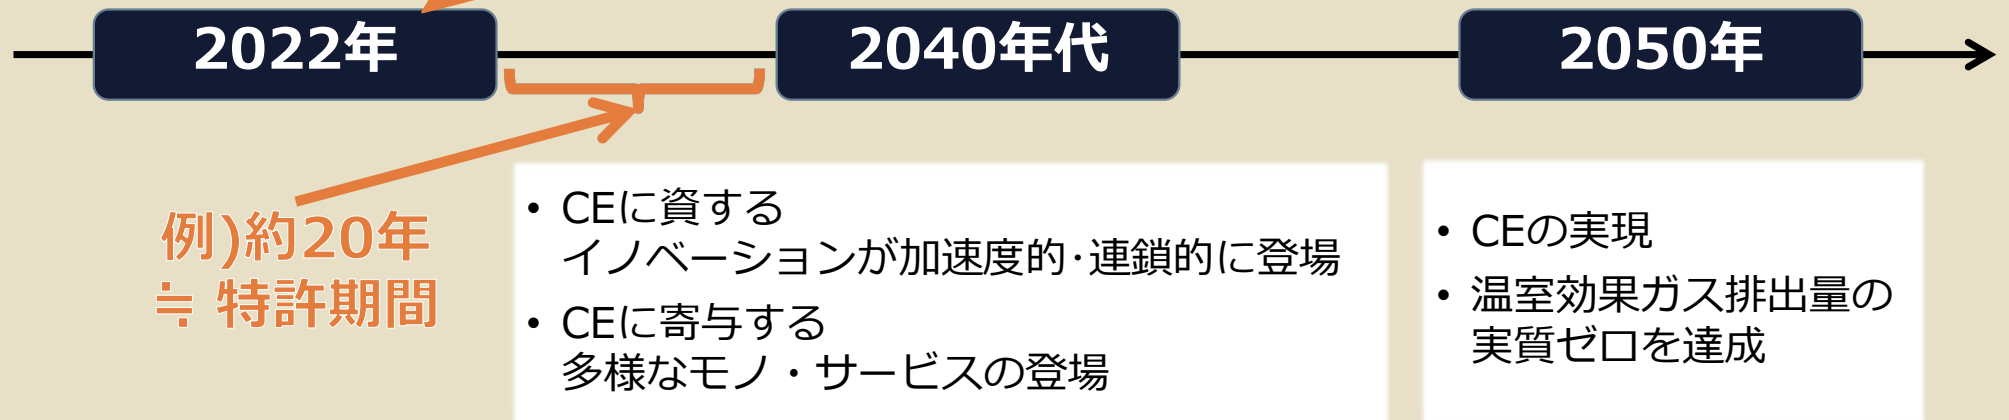 2022年
2040年代
2050年
例)約20年
≒ 特許期間
• CEに資する
イノベーションが加速度的･連鎖的に登場
• CEに寄与する
多様なモノ・サービスの登場
• CEの実現
• 温室効果ガス排出量の
実質ゼロを達成